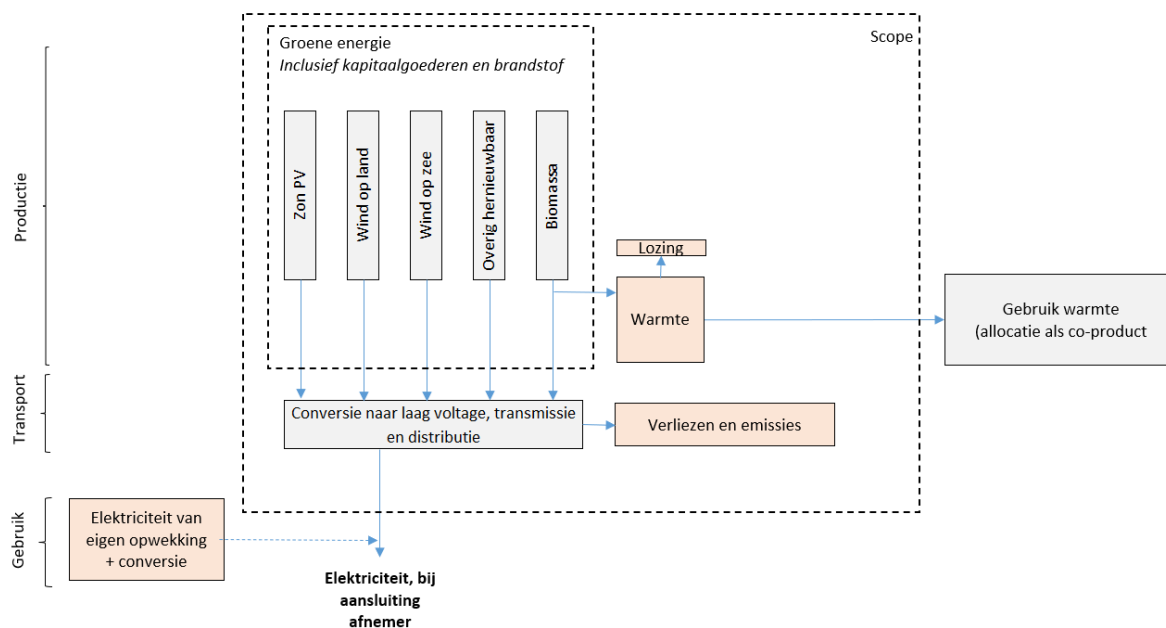 Scope
Groene energie
Inclusief kapitaalgoederen en brandstof
Productie
Zon PV
Wind op land
Wind op zee
Overig hernieuwbaar
Biomassa
Lozing
Warmte
Gebruik warmte
(allocatie als co-product
Transport
Conversie naar laag voltage, transmissie
en distributie
Verliezen en emissies
Gebruik
Elektriciteit van
eigen opwekking
+ conversie
Elektriciteit, bij
aansluiting
afnemer